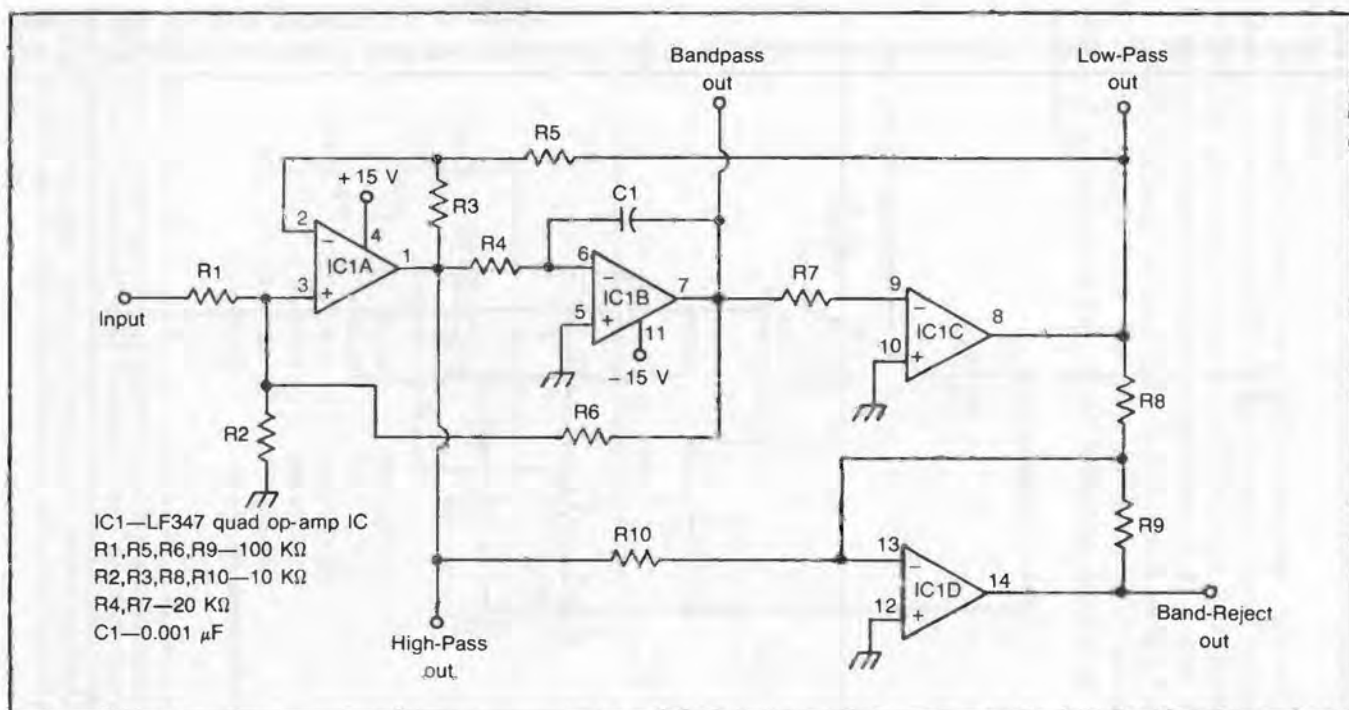 Bandpass
out
Low-Pass
out
R5
+15 V
R3
C1
2
4
−
R4
IC1A
1
6
−
R1
3
+
R7
9
−
7
IC1B
Input
5
+
11
8
IC1C
10
+
−15 V
R6
R8
R2
R9
R10
13
−
IC1D
14
12
+
Band-Reject
out
High-Pass
out
IC1—LF347 quad op-amp IC
R1,R5,R6,R9—100 KΩ
R2,R3,R8,R10—10 KΩ
R4,R7—20 KΩ
C1—0.001 μF